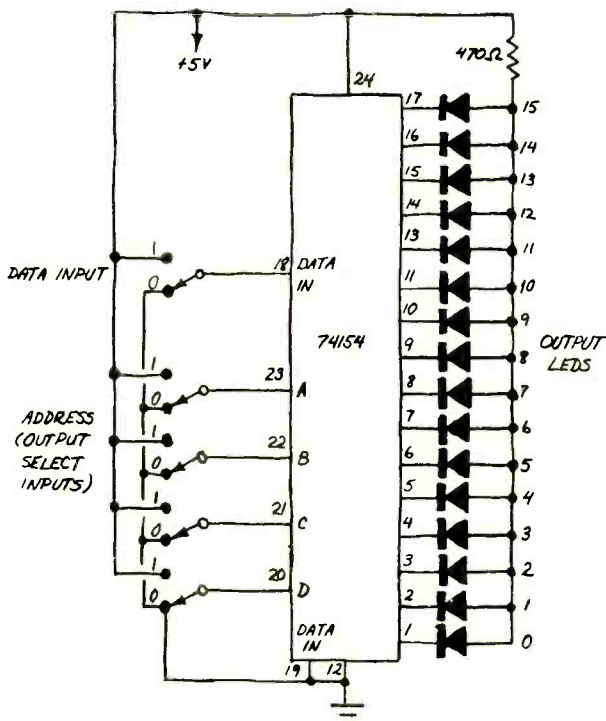 +5V
24
470Ω
17 15
16 14
15 13
14 12
13 11
11 10
10 9
9 8
8 7
7 6
6 5
5 4
4 3
3 2
2 1
1 0
OUTPUT
LEDS
DATA INPUT
1
0
18 DATA
IN
74154
1
0
23 A
ADDRESS
(OUTPUT
SELECT
INPUTS)
1
0
22 B
1
0
21 C
1
0
20 D
DATA
IN
19 12